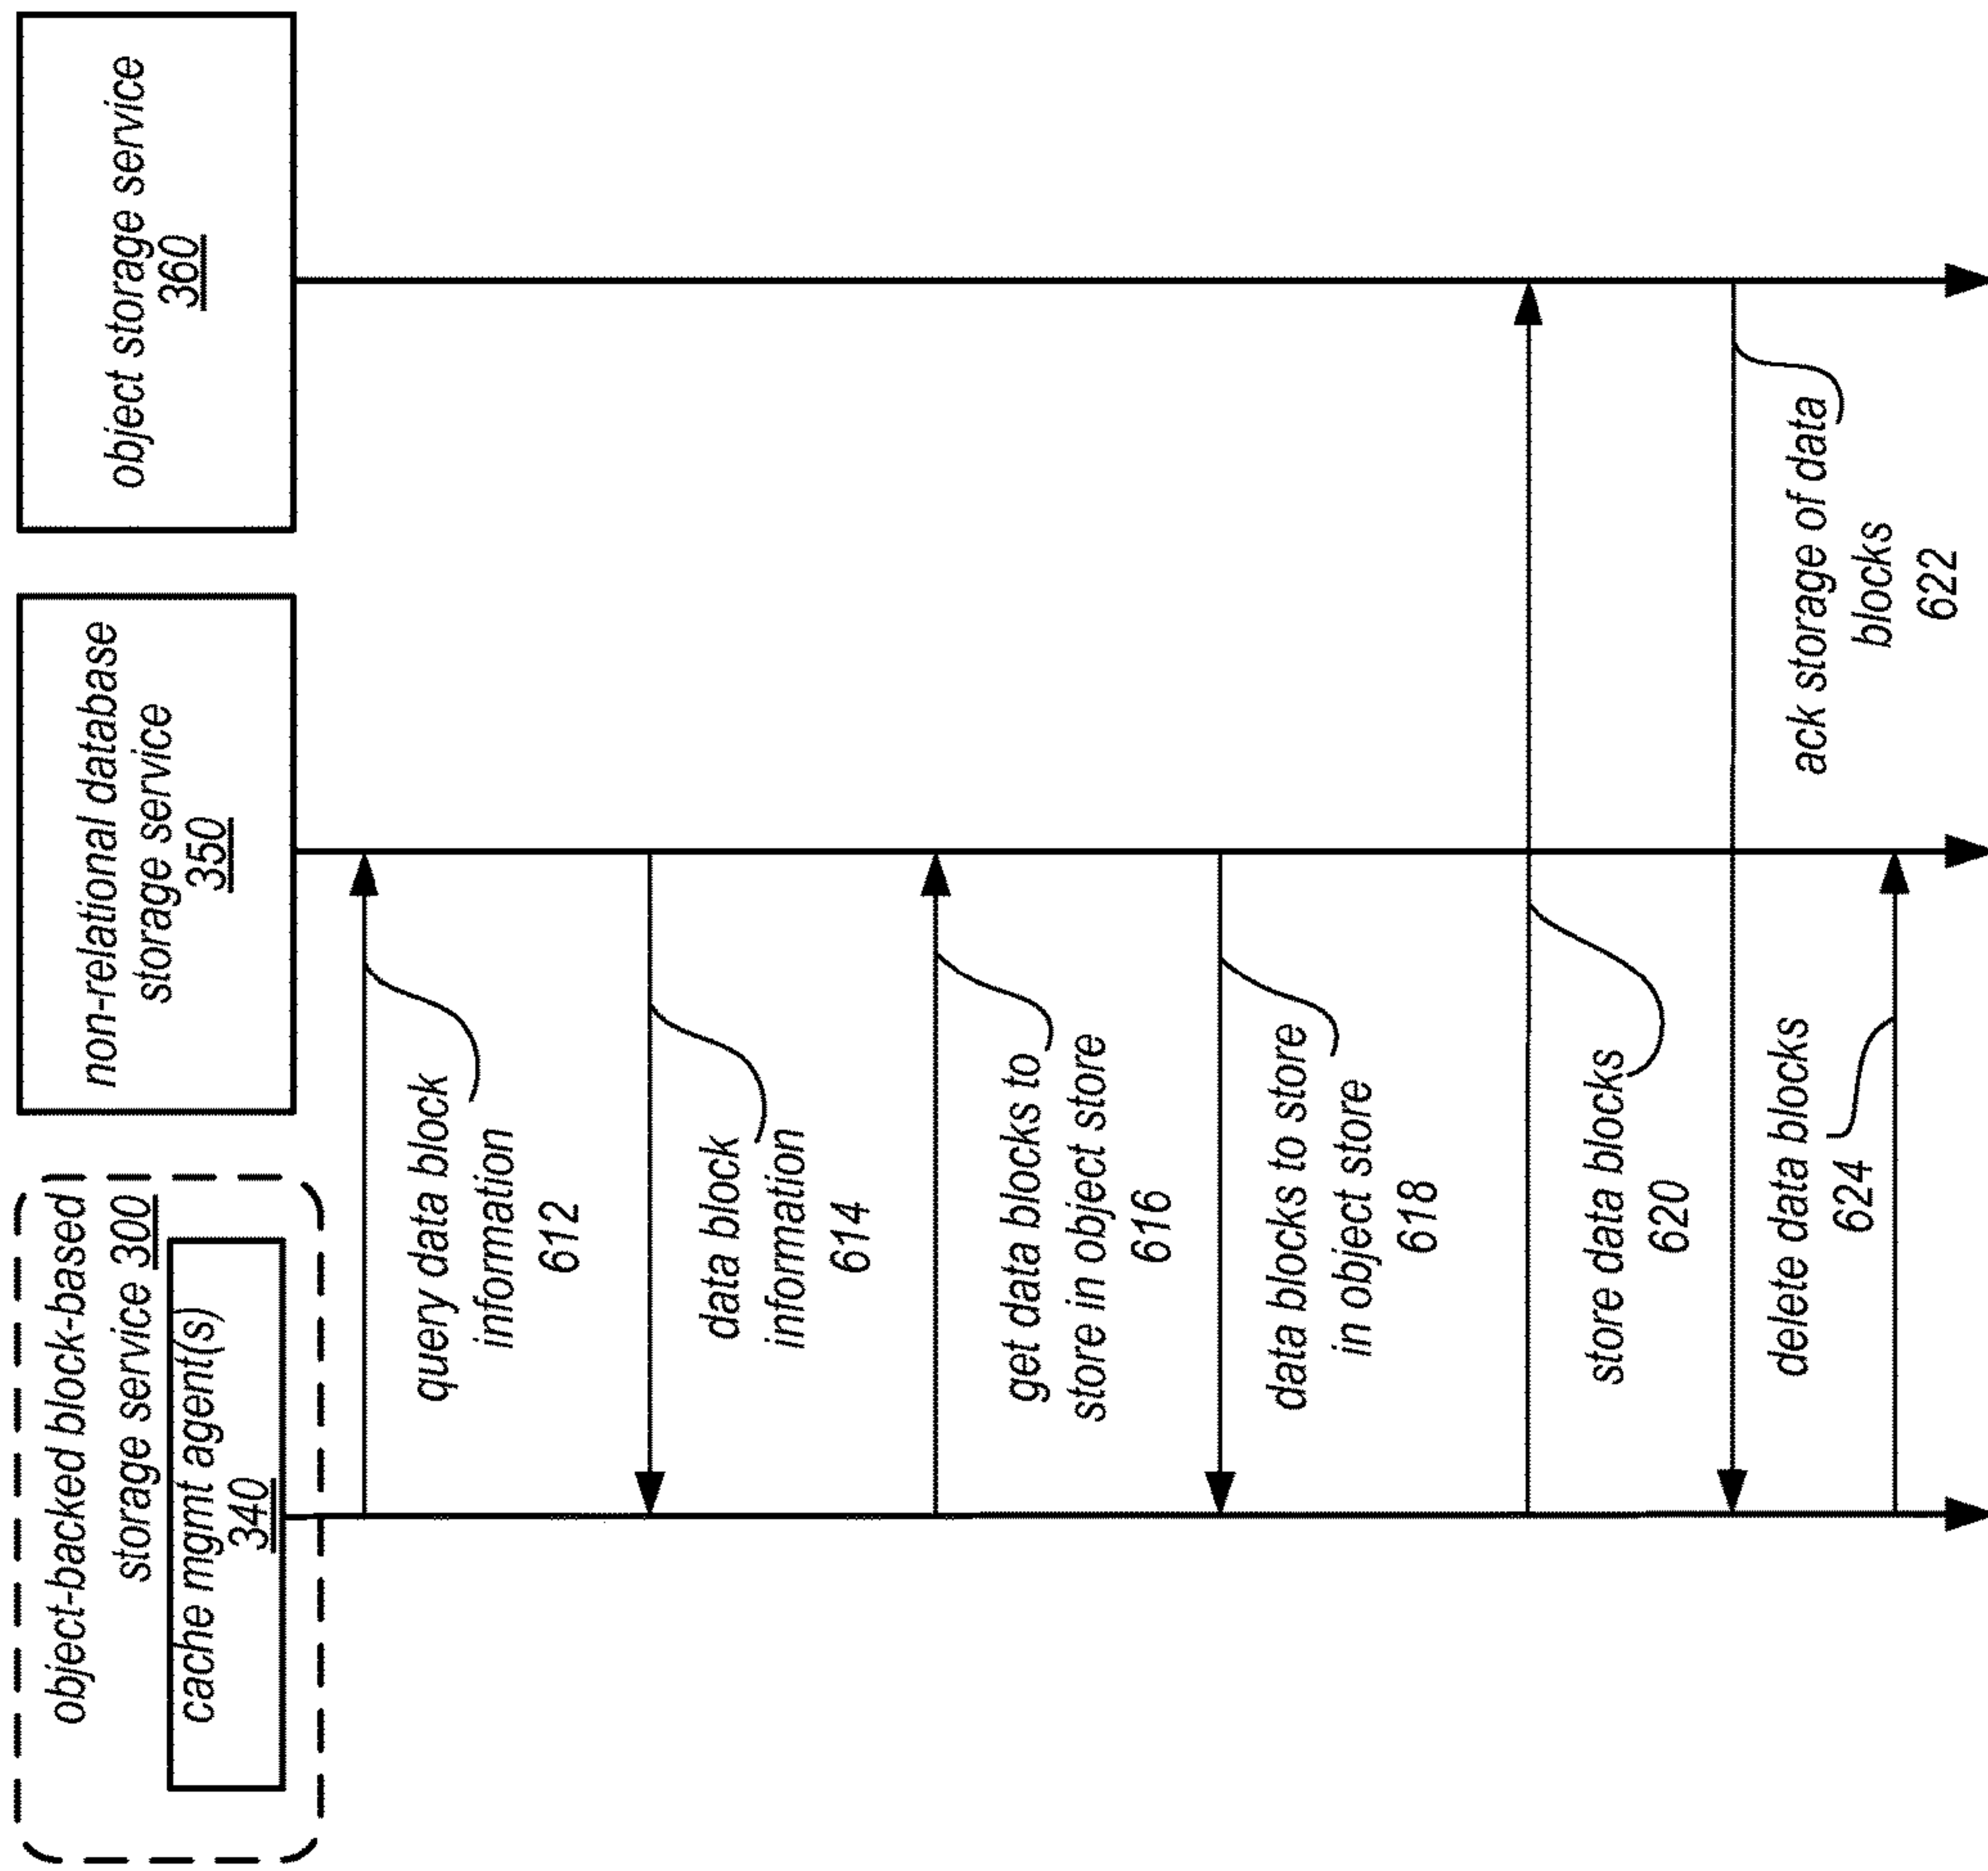 object-backed block-based
storage service 300
cache mgmt agent(s)
340
non-relational database
storage service
350
object storage service
360
query data block
information
612
data block
information
614
get data blocks to
store in object store
616
data blocks to store
in object store
618
store data blocks
620
ack storage of data
blocks
622
delete data blocks
624